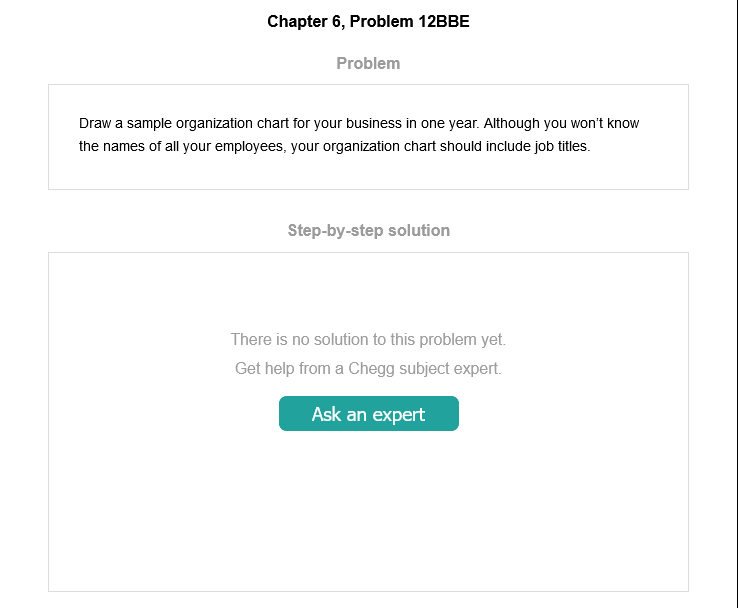 Chapter 6, Problem 12BBE
Problem
Draw a sample organization chart for your business in one year. Although you won’t know
the names of all your employees, your organization chart should include job titles.
Step-by-step solution
There is no solution to this problem yet.
Get help from a Chegg subject expert.
Ask an expert